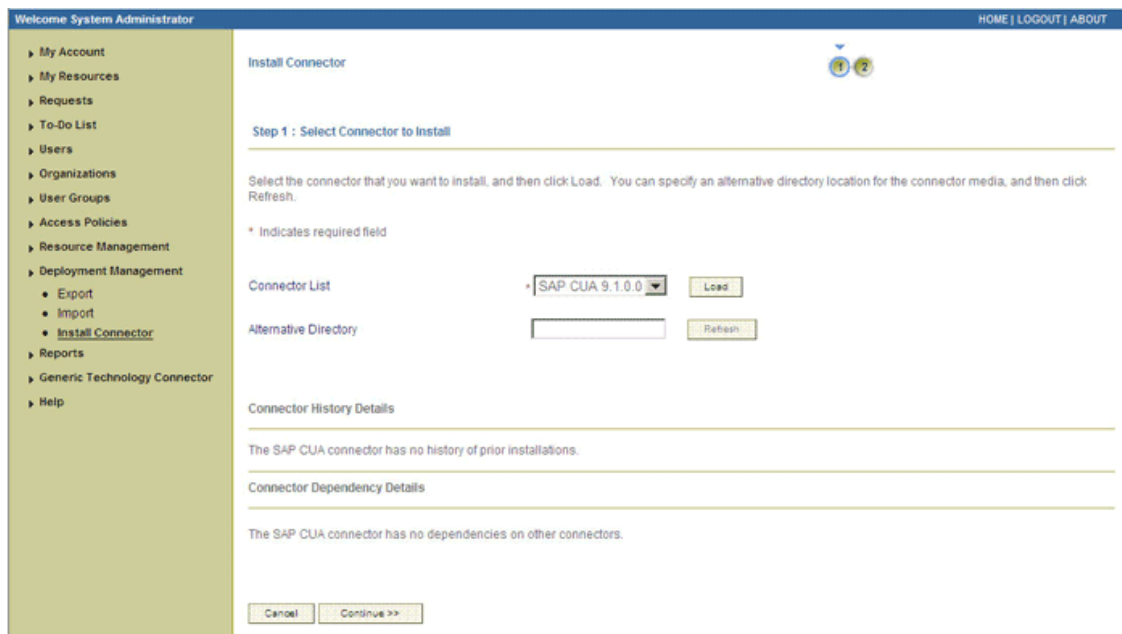 Welcome System Administrator
HOME | LOGOUT | ABOUT
My Account
My Resources
Requests
To-Do List
Users
Organizations
User Groups
Access Policies
Resource Management
Deployment Management
Export
Import
Install Connector
Reports
Generic Technology Connector
Help
Install Connector
1 2
Step 1 : Select Connector to Install
Select the connector that you want to install, and then click Load. You can specify an alternative directory location for the connector media, and then click
Refresh.
* Indicates required field
Connector List * SAP CUA 9.1.0.0 Load
Alternative Directory Refresh
Connector History Details
The SAP CUA connector has no history of prior installations.
Connector Dependency Details
The SAP CUA connector has no dependencies on other connectors.
Cancel Continue >>